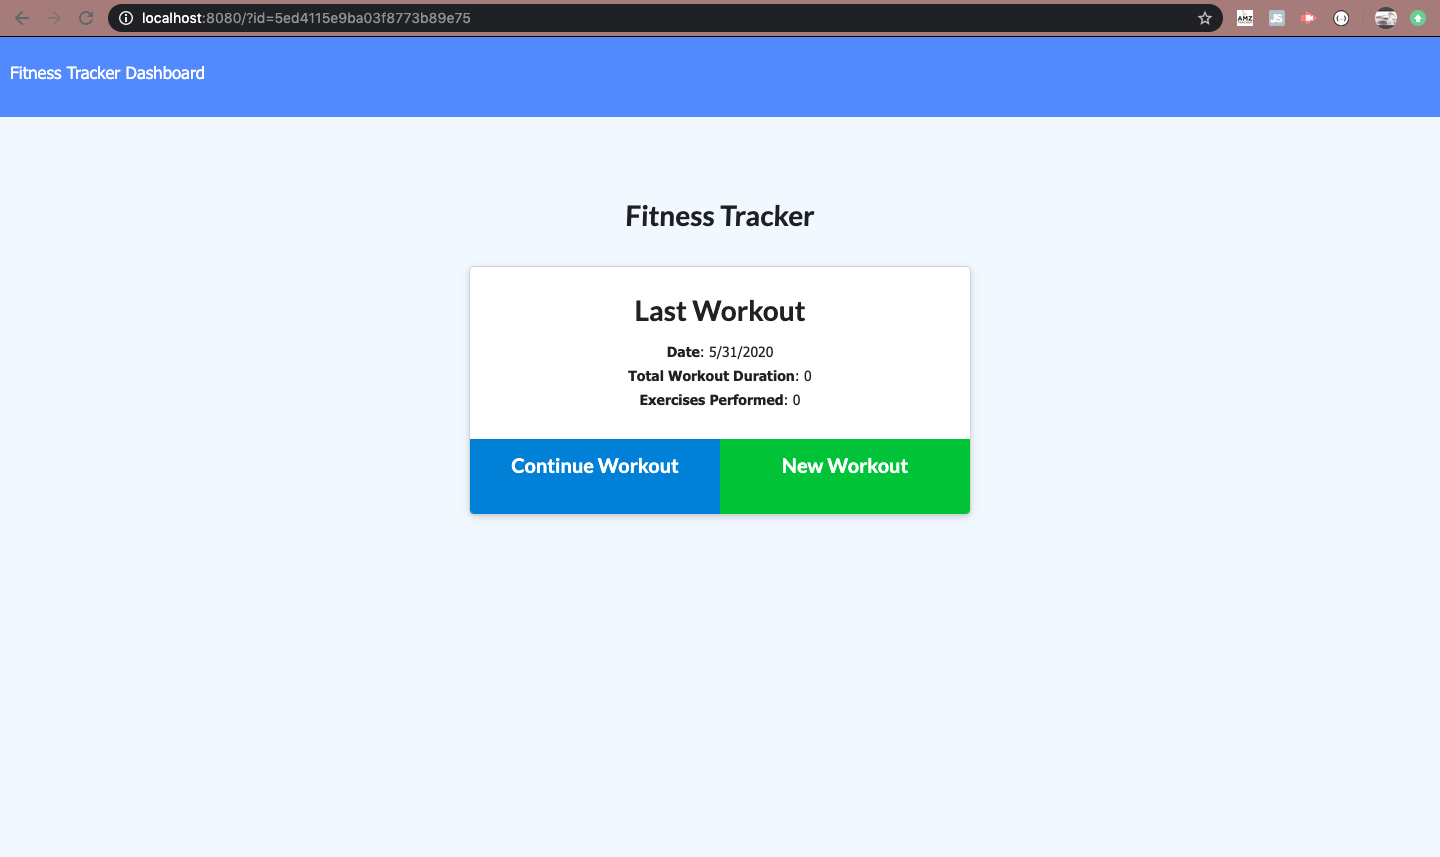 localhost:8080/?id=5ed4115e9ba03f8773b89e75
AMZ
JS
Fitness Tracker Dashboard
Fitness Tracker
Last Workout
Date: 5/31/2020
Total Workout Duration: 0
Exercises Performed: 0
Continue Workout New Workout